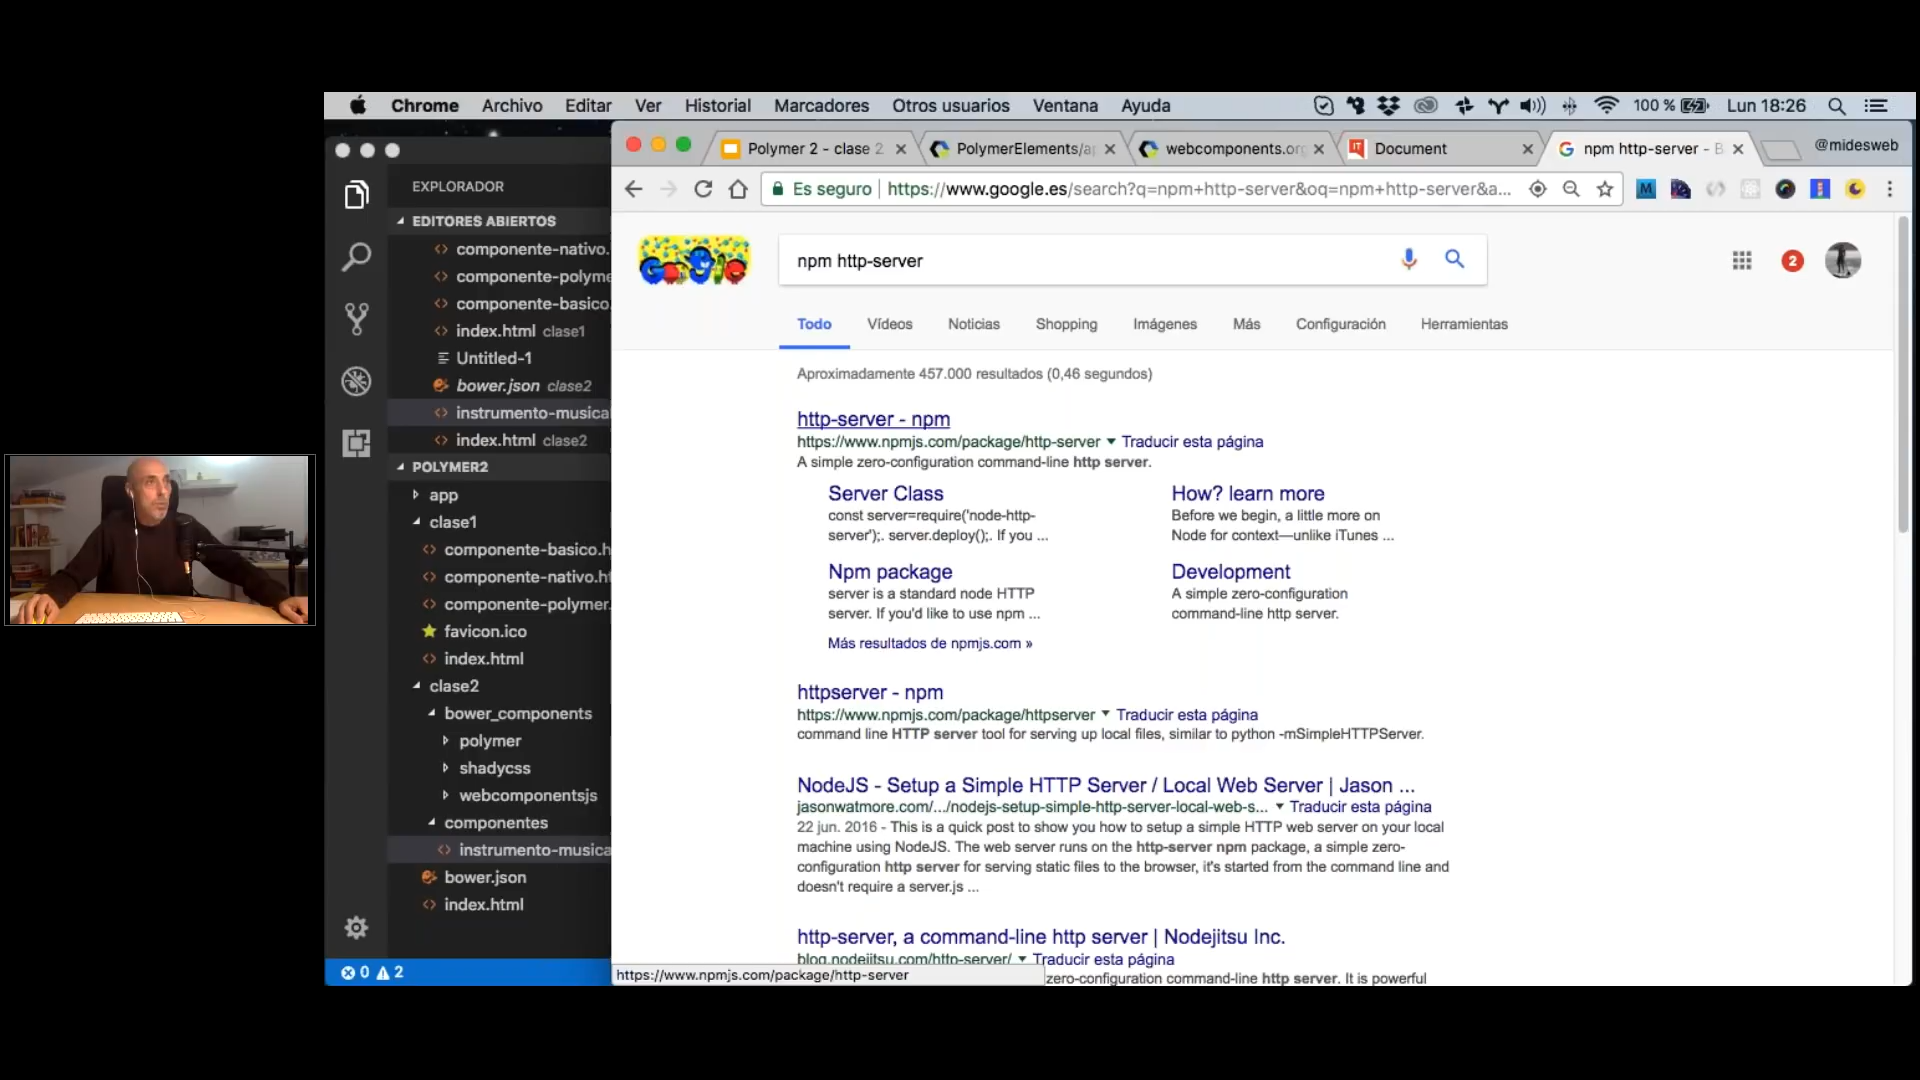 Chrome Archivo Editar Ver Historial Marcadores Otros usuarios Ventana Ayuda 100 % Lun 18:26
Polymer 2 - clase 2 PolymerElements/ap webcomponents.org Document npm http-server - B @midesweb
Es seguro https://www.google.es/search?q=npm+http-server&oq=npm+http-server&a...
EXPLORADOR
EDITORES ABIERTOS
componente-nativo.
componente-polyme
componente-basico.
index.html clase1
Untitled-1
bower.json clase2
instrumento-musical
index.html clase2
POLYMER2
app
clase1
componente-basico.h
componente-nativo.ht
componente-polymer.
favicon.ico
index.html
clase2
bower_components
polymer
shadycss
webcomponentsjs
componentes
instrumento-musica
bower.json
index.html
0 2
Google
npm http-server
2
Todo Vídeos Noticias Shopping Imágenes Más Configuración Herramientas
Aproximadamente 457.000 resultados (0,46 segundos)
http-server - npm
https://www.npmjs.com/package/http-server Traducir esta página
A simple zero-configuration command-line http server.
Server Class
const server=require('node-http-
server');. server.deploy();. If you ...
How? learn more
Before we begin, a little more on
Node for context—unlike iTunes ...
Npm package
server is a standard node HTTP
server. If you'd like to use npm ...
Development
A simple zero-configuration
command-line http server.
Más resultados de npmjs.com »
httpserver - npm
https://www.npmjs.com/package/httpserver Traducir esta página
command line HTTP server tool for serving up local files, similar to python -mSimpleHTTPServer.
NodeJS - Setup a Simple HTTP Server / Local Web Server | Jason ...
jasonwatmore.com/.../nodejs-setup-simple-http-server-local-web-s... Traducir esta página
22 jun. 2016 - This is a quick post to show you how to setup a simple HTTP web server on your local
machine using NodeJS. The web server runs on the http-server npm package, a simple zero-
configuration http server for serving static files to the browser, it's started from the command line and
doesn't require a server.js ...
http-server, a command-line http server | Nodejitsu Inc.
blog.nodejitsu.com/http-server/ Traducir esta página
https://www.npmjs.com/package/http-server
zero-configuration command-line http server. It is powerful